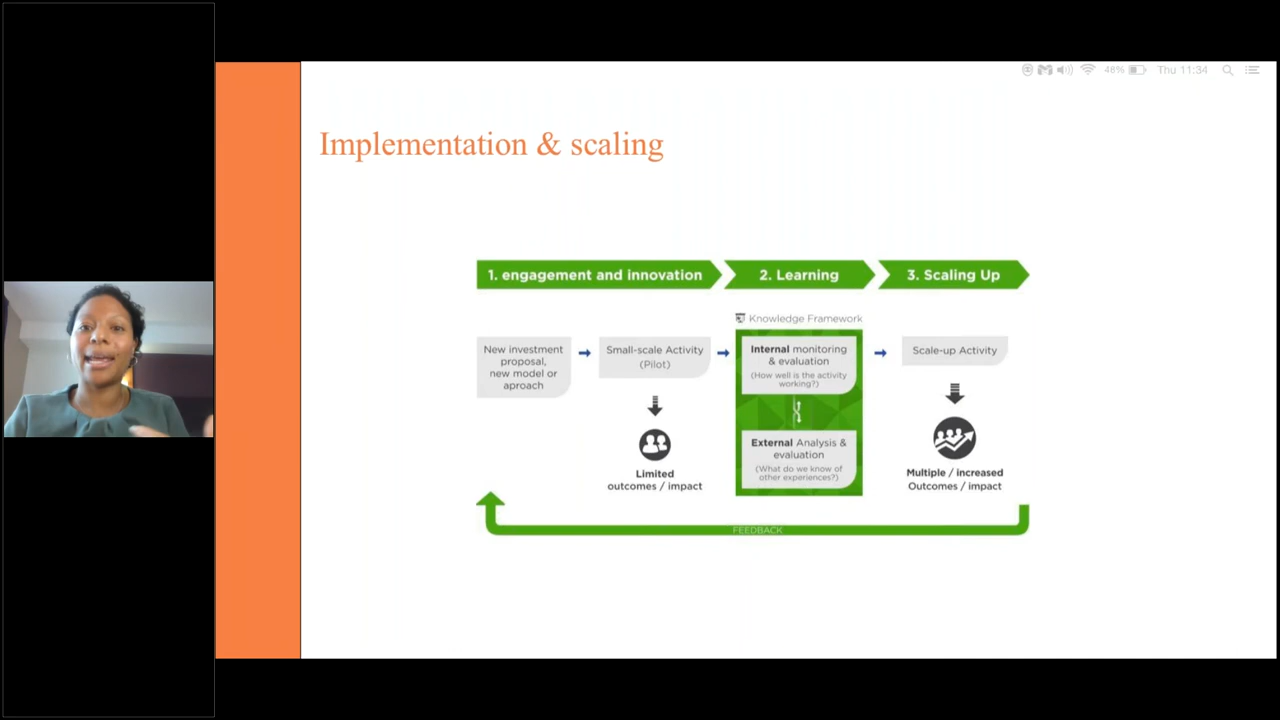 46% Thu 11:34
Implementation & scaling
1. engagement and innovation
2. Learning
3. Scaling Up
Knowledge Framework
New investment
proposal,
new model or
aproach
Small-scale Activity
(Pilot)
Limited
outcomes / impact
Internal monitoring
& evaluation
(How well is the activity
working?)
External Analysis &
evaluation
(What do we know of
other experiences?)
Scale-up Activity
Multiple / increased
Outcomes / impact
FEEDBACK